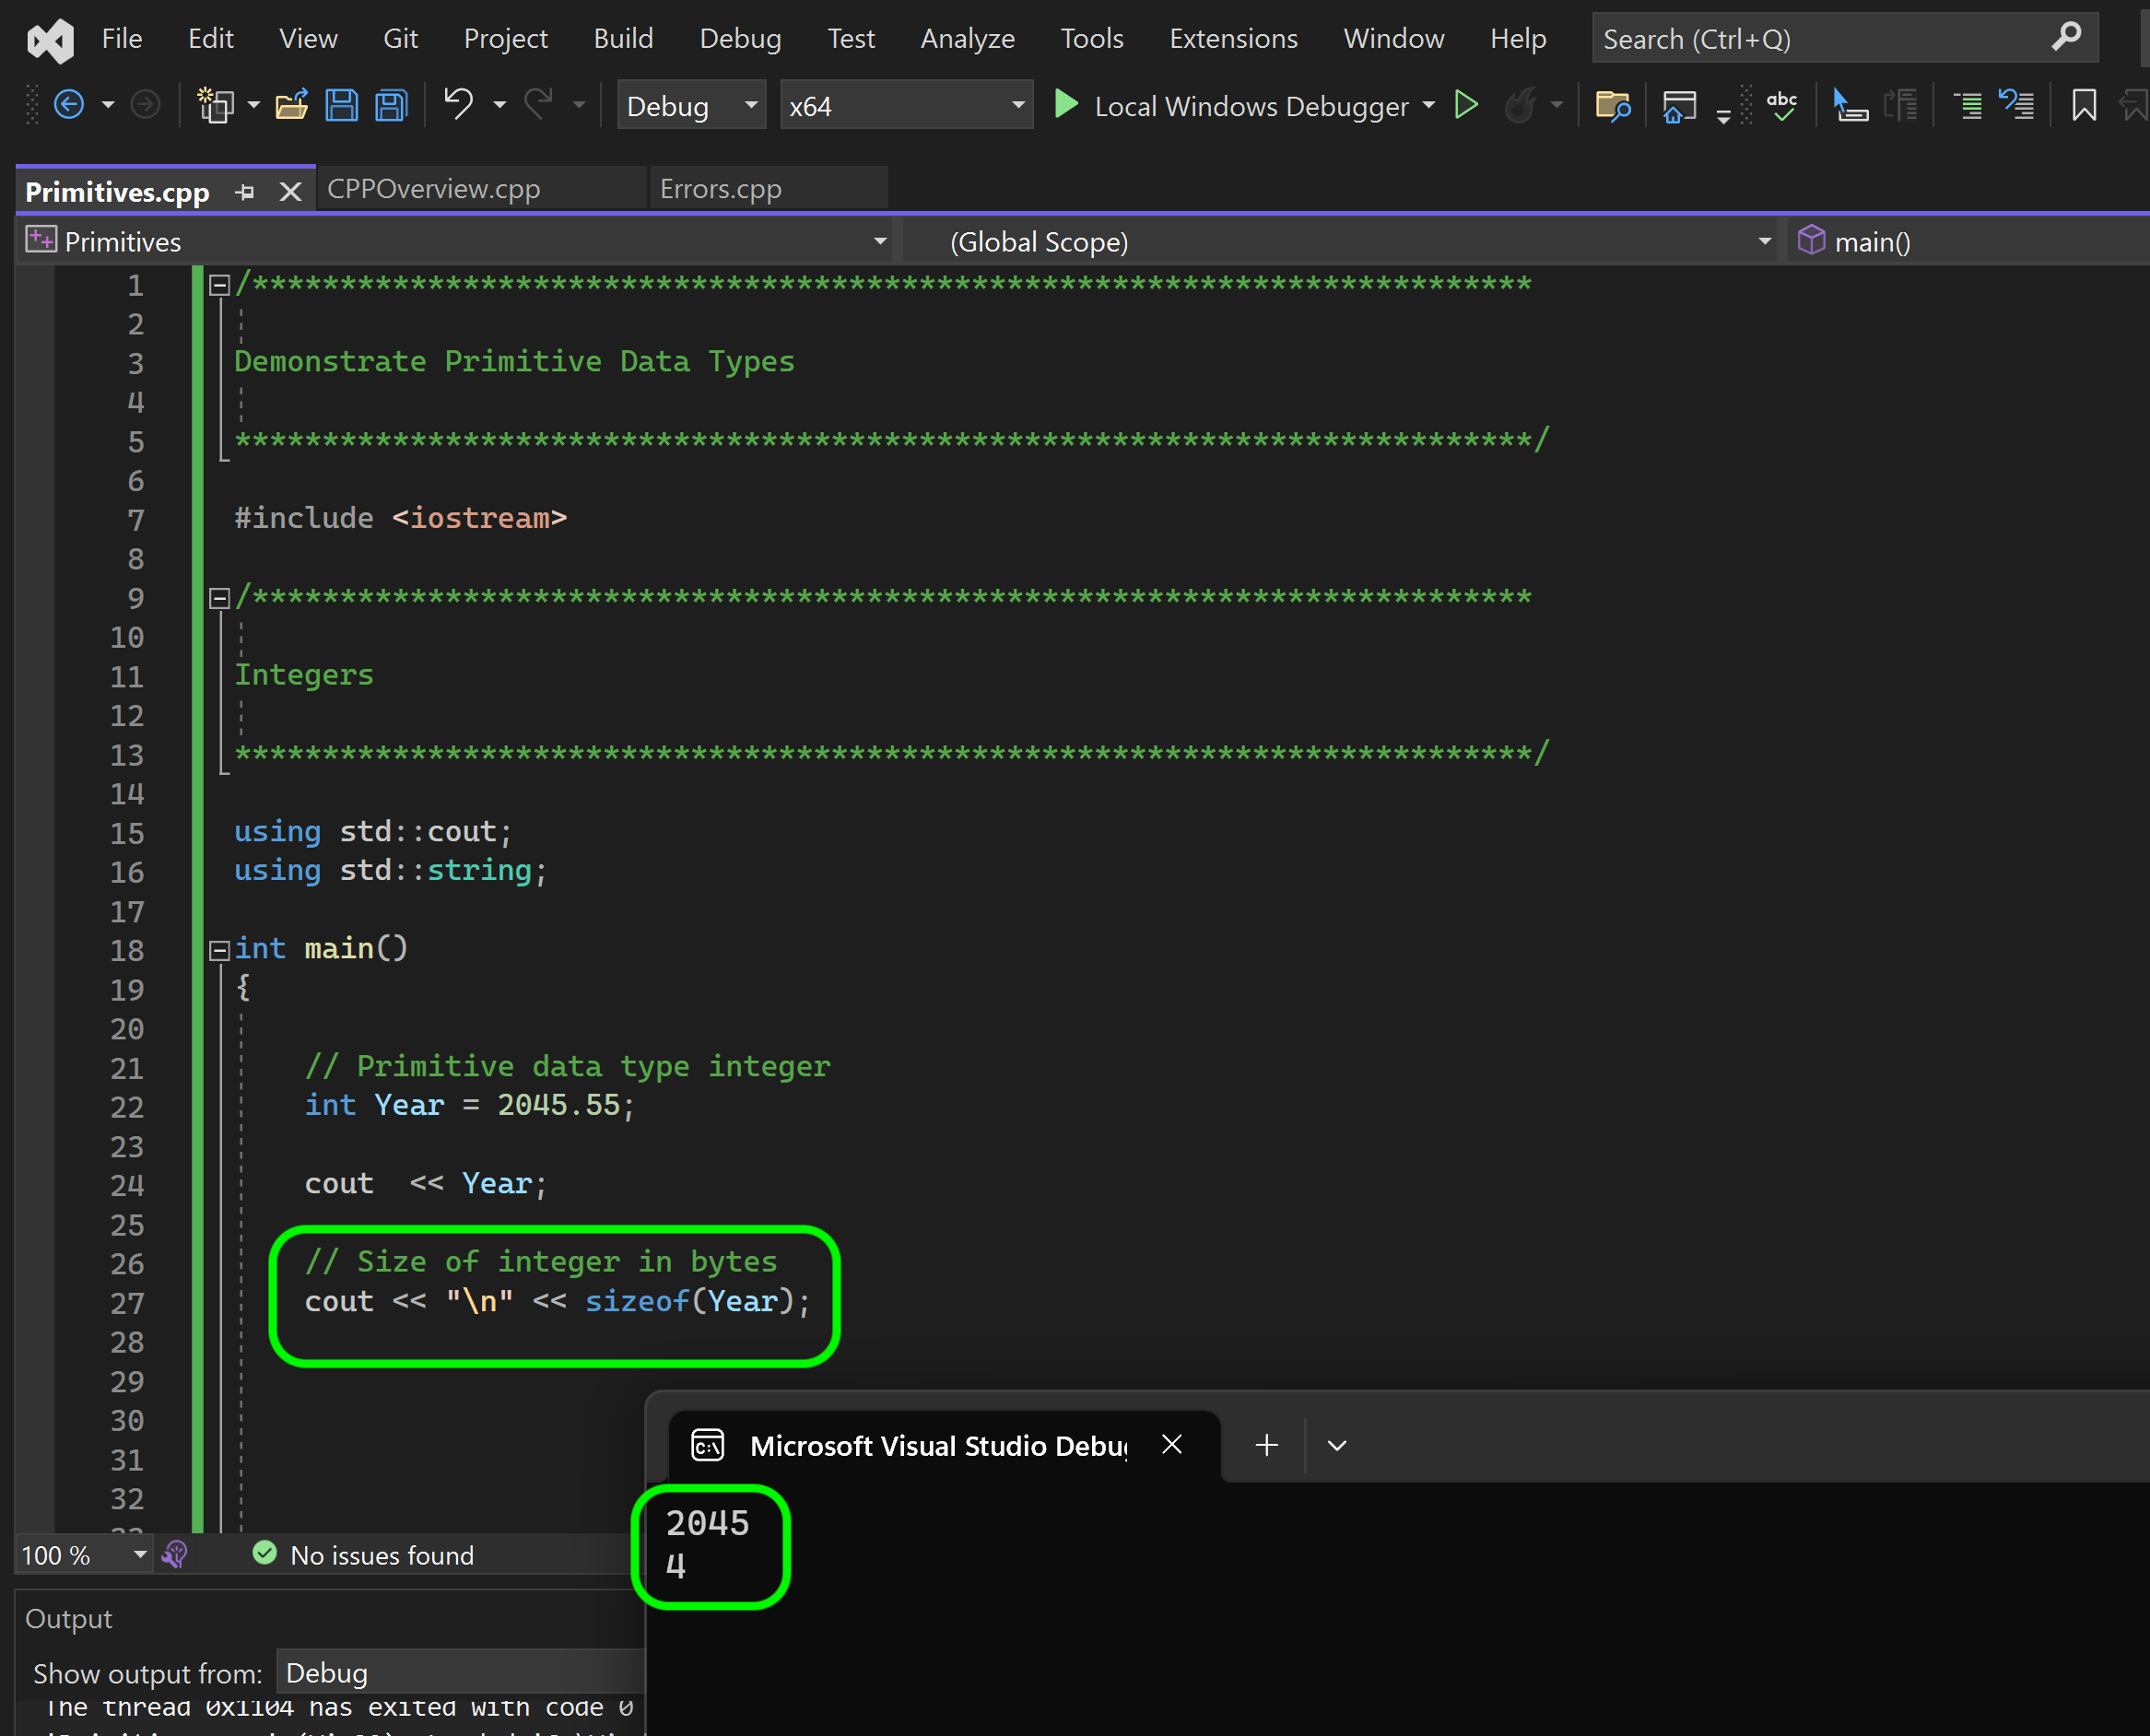 File Edit View Git Project Build Debug Test Analyze Tools Extensions Window Help Search (Ctrl+Q)
Debug x64 Local Windows Debugger abc
Primitives.cpp CPPOverview.cpp Errors.cpp
Primitives (Global Scope) main()
1 /*************************************************************************
2
3 Demonstrate Primitive Data Types
4
5 **************************************************************************/
6
7 #include <iostream>
8
9 /*************************************************************************
10
11 Integers
12
13 **************************************************************************/
14
15 using std::cout;
16 using std::string;
17
18 int main()
19 {
20
21 // Primitive data type integer
22 int Year = 2045.55;
23
24 cout  << Year;
25
26 // Size of integer in bytes
27 cout << "\n" << sizeof(Year);
28
29
30
31
32
C:\ Microsoft Visual Studio Debug
2045
4
100 % No issues found
Output
Show output from: Debug
The thread 0x1104 has exited with code 0